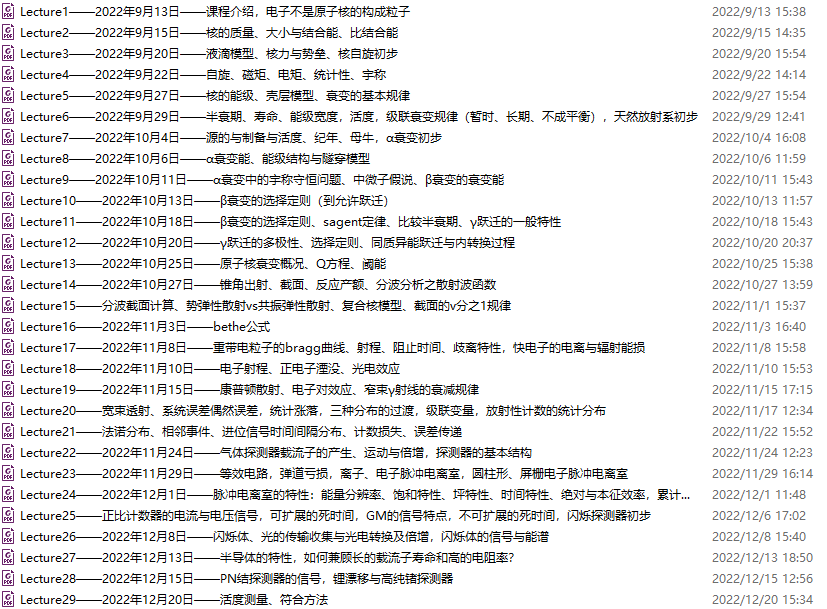 Lecture1——2022年9月13日——课程介绍，电子不是原子核的构成粒子 2022/9/13 15:38
Lecture2——2022年9月15日——核的质量、大小与结合能、比结合能 2022/9/15 14:35
Lecture3——2022年9月20日——液滴模型、核力与势垒、核自旋初步 2022/9/20 15:54
Lecture4——2022年9月22日——自旋、磁矩、电矩、统计性、宇称 2022/9/22 14:14
Lecture5——2022年9月27日——核的能级、壳层模型、衰变的基本规律 2022/9/27 15:54
Lecture6——2022年9月29日——半衰期、寿命、能级宽度，活度，级联衰变规律（暂时、长期、不成平衡），天然放射系初步 2022/9/29 12:41
Lecture7——2022年10月4日——源的与制备与活度、纪年、母牛，α衰变初步 2022/10/4 16:08
Lecture8——2022年10月6日——α衰变能、能级结构与隧穿模型 2022/10/6 11:59
Lecture9——2022年10月11日——α衰变中的宇称守恒问题、中微子假说、β衰变的衰变能 2022/10/11 15:43
Lecture10——2022年10月13日——β衰变的选择定则（到允许跃迁） 2022/10/13 11:57
Lecture11——2022年10月18日——β衰变的选择定则、sagent定律、比较半衰期、γ跃迁的一般特性 2022/10/18 15:43
Lecture12——2022年10月20日——γ跃迁的多极性、选择定则、同质异能跃迁与内转换过程 2022/10/20 20:37
Lecture13——2022年10月25日——原子核衰变概况、Q方程、阈能 2022/10/25 15:38
Lecture14——2022年10月27日——锥角出射、截面、反应产额、分波分析之散射波函数 2022/10/27 13:59
Lecture15——分波截面计算、势弹性散射vs共振弹性散射、复合核模型、截面的v分之1规律 2022/11/1 15:37
Lecture16——2022年11月3日——bethe公式 2022/11/3 16:40
Lecture17——2022年11月8日——重带电粒子的bragg曲线、射程、阻止时间、歧离特性，快电子的电离与辐射能损 2022/11/8 15:58
Lecture18——2022年11月10日——电子射程、正电子湮没、光电效应 2022/11/10 15:53
Lecture19——2022年11月15日——康普顿散射、电子对效应、窄束γ射线的衰减规律 2022/11/15 17:15
Lecture20——宽束透射、系统误差偶然误差，统计涨落，三种分布的过渡，级联变量，放射性计数的统计分布 2022/11/17 12:34
Lecture21——法诺分布、相邻事件、进位信号时间间隔分布、计数损失、误差传递 2022/11/22 15:52
Lecture22——2022年11月24日——气体探测器载流子的产生、运动与倍增，探测器的基本结构 2022/11/24 12:23
Lecture23——2022年11月29日——等效电路，弹道亏损，离子、电子脉冲电离室，圆柱形、屏栅电子脉冲电离室 2022/11/29 16:14
Lecture24——2022年12月1日——脉冲电离室的特性：能量分辨率、饱和特性、坪特性、时间特性、绝对与本征效率，累计... 2022/12/1 11:48
Lecture25——正比计数器的电流与电压信号，可扩展的死时间，GM的信号特点，不可扩展的死时间，闪烁探测器初步 2022/12/6 17:02
Lecture26——2022年12月8日——闪烁体、光的传输收集与光电转换及倍增，闪烁体的信号与能谱 2022/12/8 15:40
Lecture27——2022年12月13日——半导体的特性，如何兼顾长的载流子寿命和高的电阻率？ 2022/12/13 18:50
Lecture28——2022年12月15日——PN结探测器的信号，锂漂移与高纯锗探测器 2022/12/15 12:56
Lecture29——2022年12月20日——活度测量、符合方法 2022/12/20 15:34